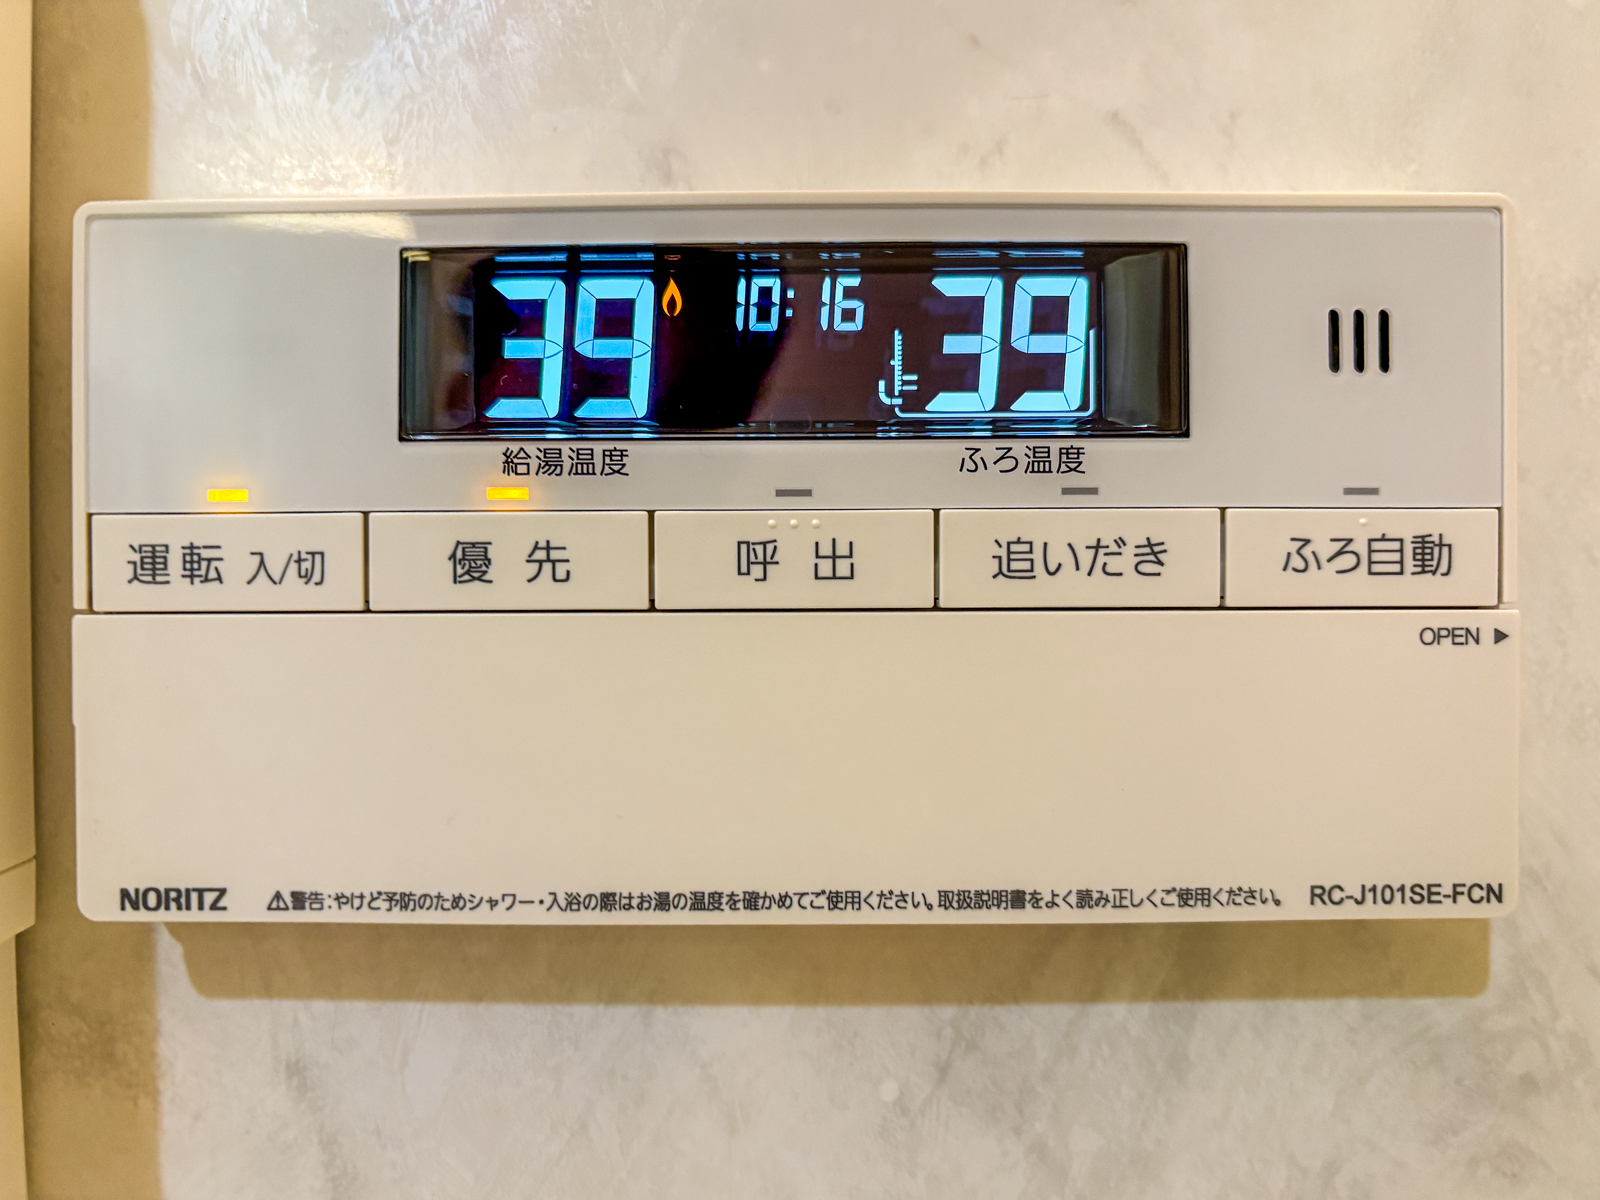 39 10:16 39
給湯温度 ふろ温度
運転 入/切 優先 呼出 追いだき ふろ自動
OPEN ▶
NORITZ ⚠警告:やけど予防のためシャワー・入浴の際はお湯の温度を確かめてご使用ください。取扱説明書をよく読み正しくご使用ください。 RC-J101SE-FCN